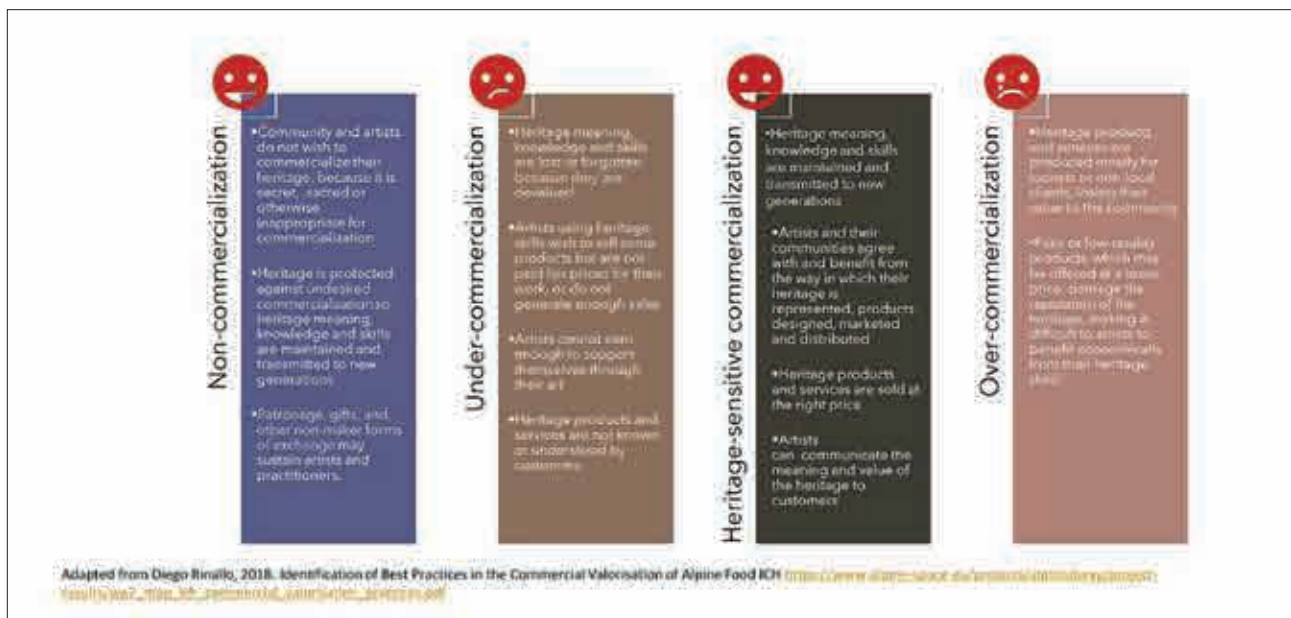 Non-commercialization
•Community and artists
do not wish to
commercialize their
heritage, because it is
secret, sacred or
otherwise
inappropriate for
commercialization
•Heritage is protected
against undesired
commercialisation so
heritage meaning,
knowledge and skills
are maintained and
transmitted to new
generations
•Patronage, gifts, and
other non-maker forms
of exchange may
sustain artists and
practitioners.
Under-commercialization
•Heritage meaning,
knowledge and skills
are lost or forgotten
because they are
devalued
•Artists using heritage
skills wish to sell some
products but are not
paid fair prices for their
work, or do not
generate enough sales
•Artists cannot earn
enough to support
themselves through
their art
•Heritage products and
services are not known
or understood by
customers
Heritage-sensitive commercialization
•Heritage meaning,
knowledge and skills
are maintained and
transmitted to new
generations
•Artists and their
communities agree
with and benefit from
the way in which their
heritage is
represented, products
designed, marketed
and distributed
•Heritage products
and services are sold at
the right price
•Artists
can communicate the
meaning and value of
the heritage to
customers
Over-commercialization
•Heritage products
and services are
produced mostly for
tourists or non-local
clients, losing their
value to the community
•Fake or low-quality
products, which may
be offered at a lower
price, damage the
reputation of the
heritage, making it
difficult to artists to
benefit economically
from their heritage
skills
Adapted from Diego Rinallo, 2018. Identification of Best Practices in the Commercial Valorisation of Alpine Food ICH